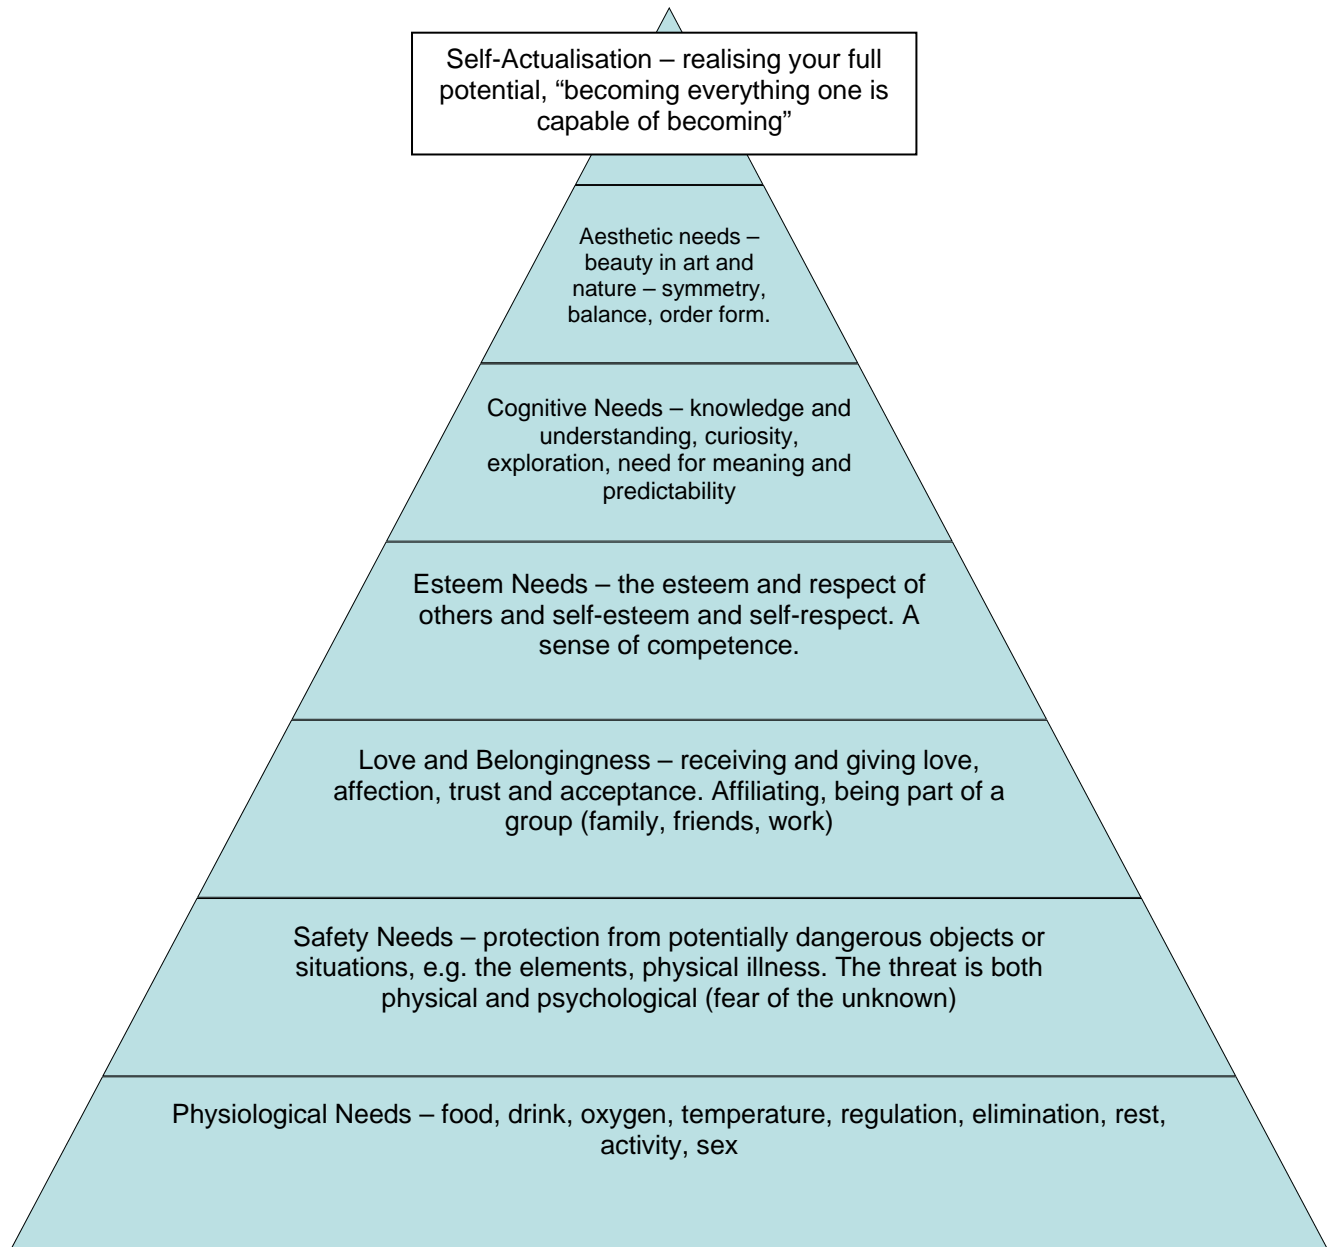 Self-Actualisation – realising your full
potential, “becoming everything one is
capable of becoming”
Aesthetic needs –
beauty in art and
nature – symmetry,
balance, order form.
Cognitive Needs – knowledge and
understanding, curiosity,
exploration, need for meaning and
predictability
Esteem Needs – the esteem and respect of
others and self-esteem and self-respect. A
sense of competence.
Love and Belongingness – receiving and giving love,
affection, trust and acceptance. Affiliating, being part of a
group (family, friends, work)
Safety Needs – protection from potentially dangerous objects or
situations, e.g. the elements, physical illness. The threat is both
physical and psychological (fear of the unknown)
Physiological Needs – food, drink, oxygen, temperature, regulation, elimination, rest,
activity, sex